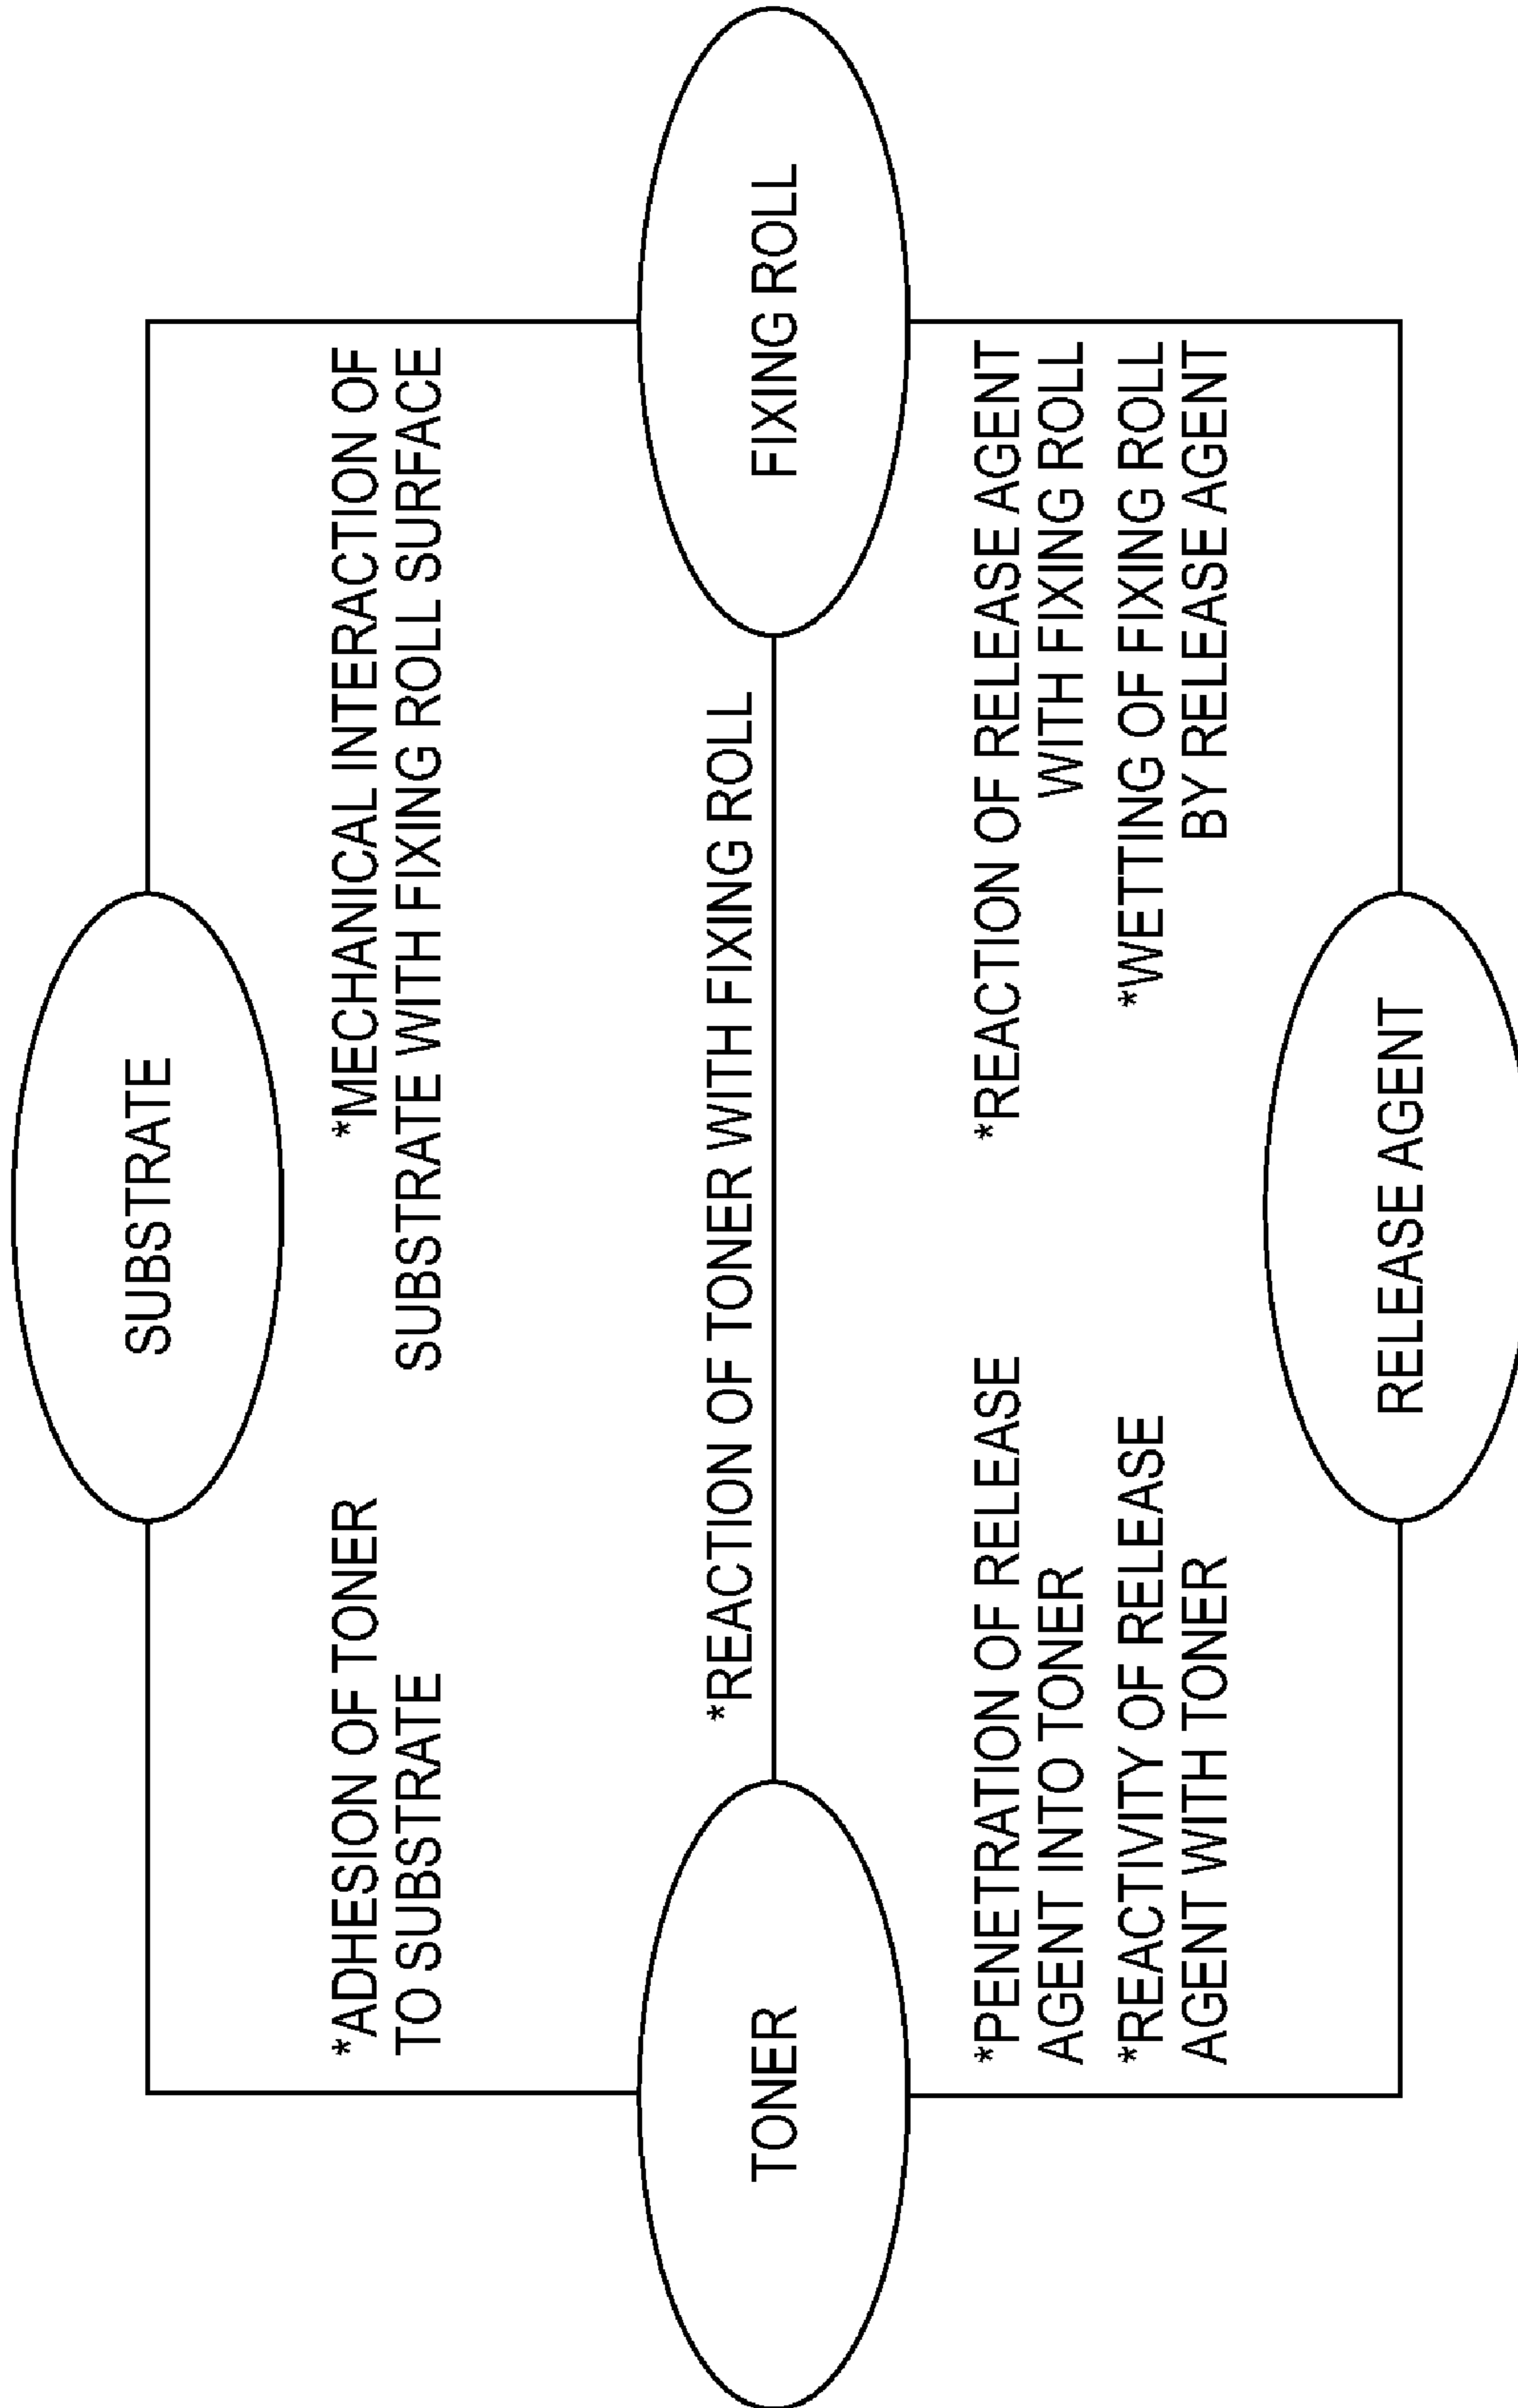 SUBSTRATE
*ADHESION OF TONER
TO SUBSTRATE
*MECHANICAL INTERACTION OF
SUBSTRATE WITH FIXING ROLL SURFACE
*REACTION OF TONER WITH FIXING ROLL
TONER
FIXING ROLL
*PENETRATION OF RELEASE
AGENT INTO TONER
*REACTIVITY OF RELEASE
AGENT WITH TONER
*REACTION OF RELEASE AGENT
WITH FIXING ROLL
*WETTING OF FIXING ROLL
BY RELEASE AGENT
RELEASE AGENT